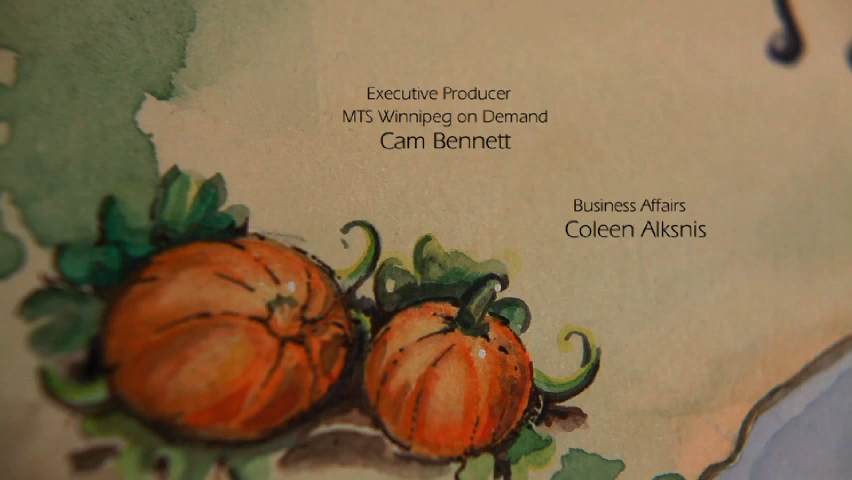 Executive Producer
MTS Winnipeg on Demand
Cam Bennett
Business Affairs
Coleen Alksnis